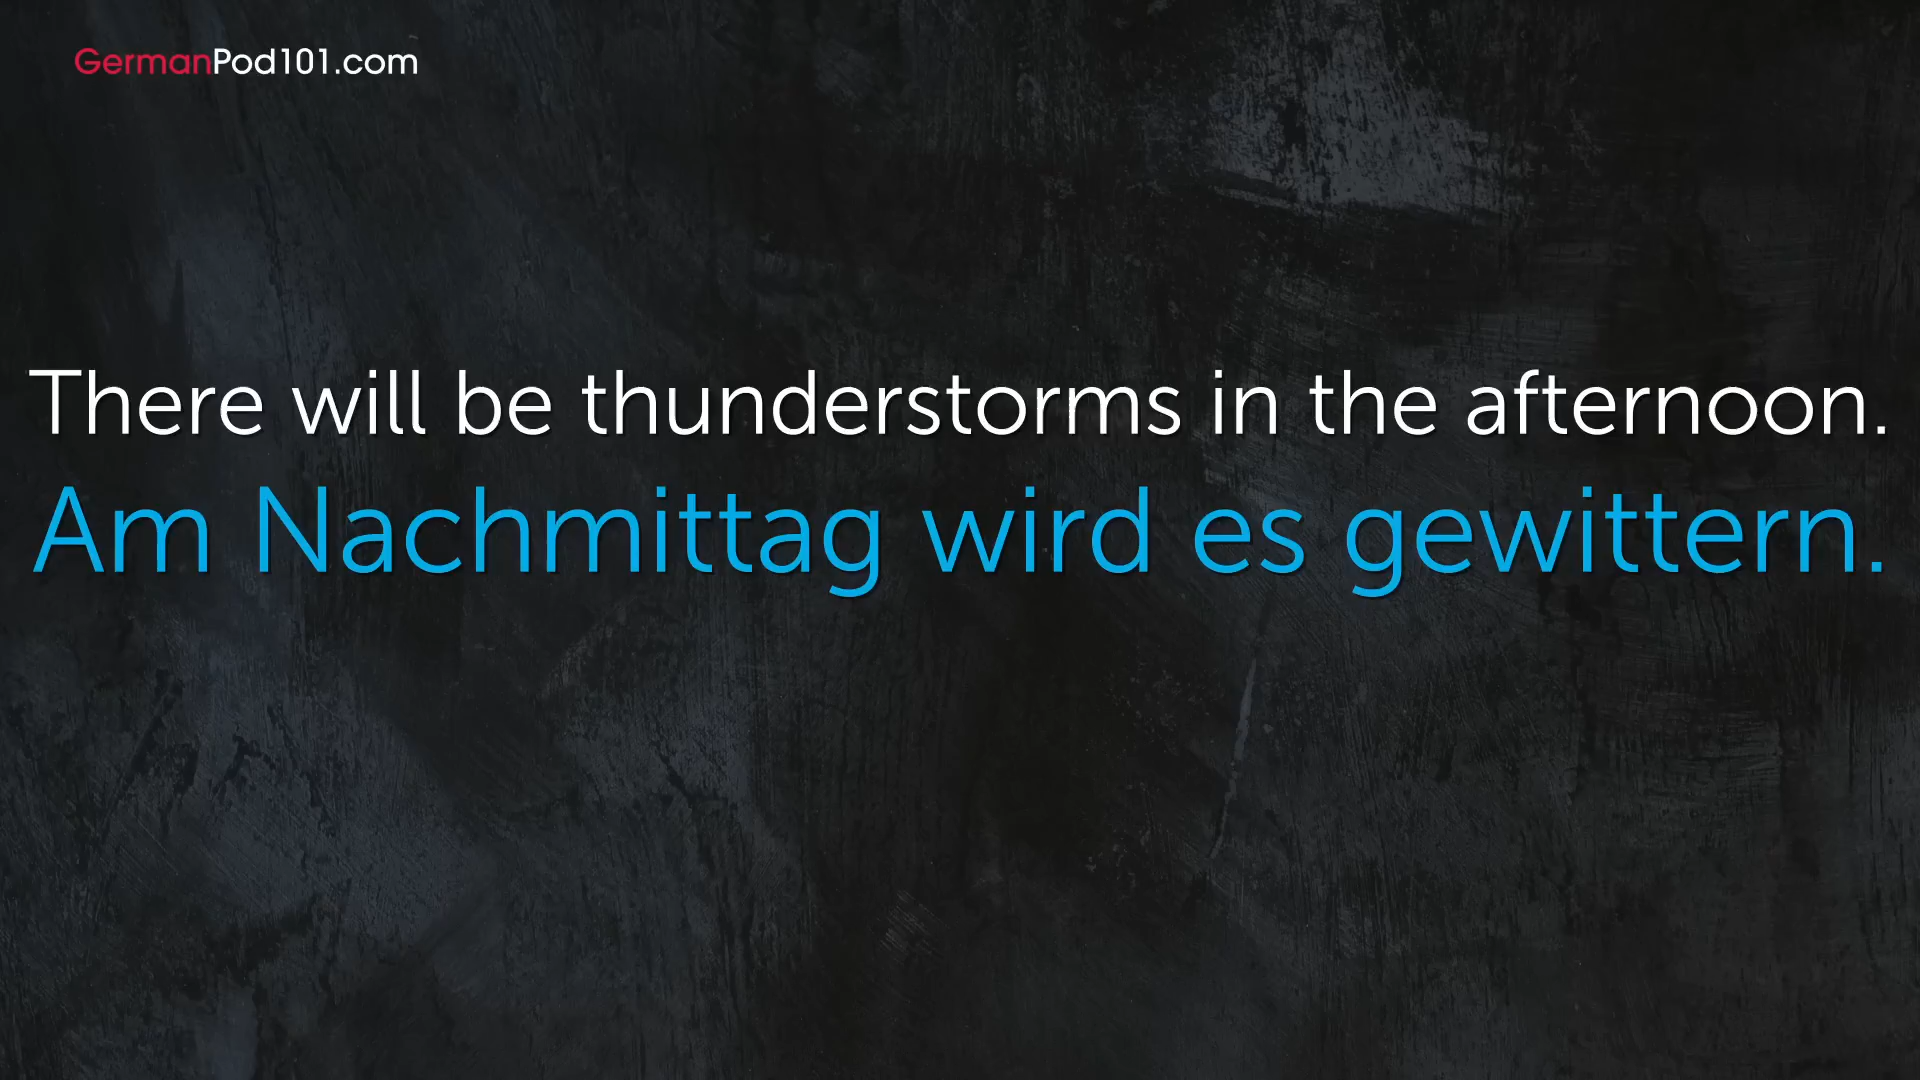 GermanPod101.com
There will be thunderstorms in the afternoon.
Am Nachmittag wird es gewittern.